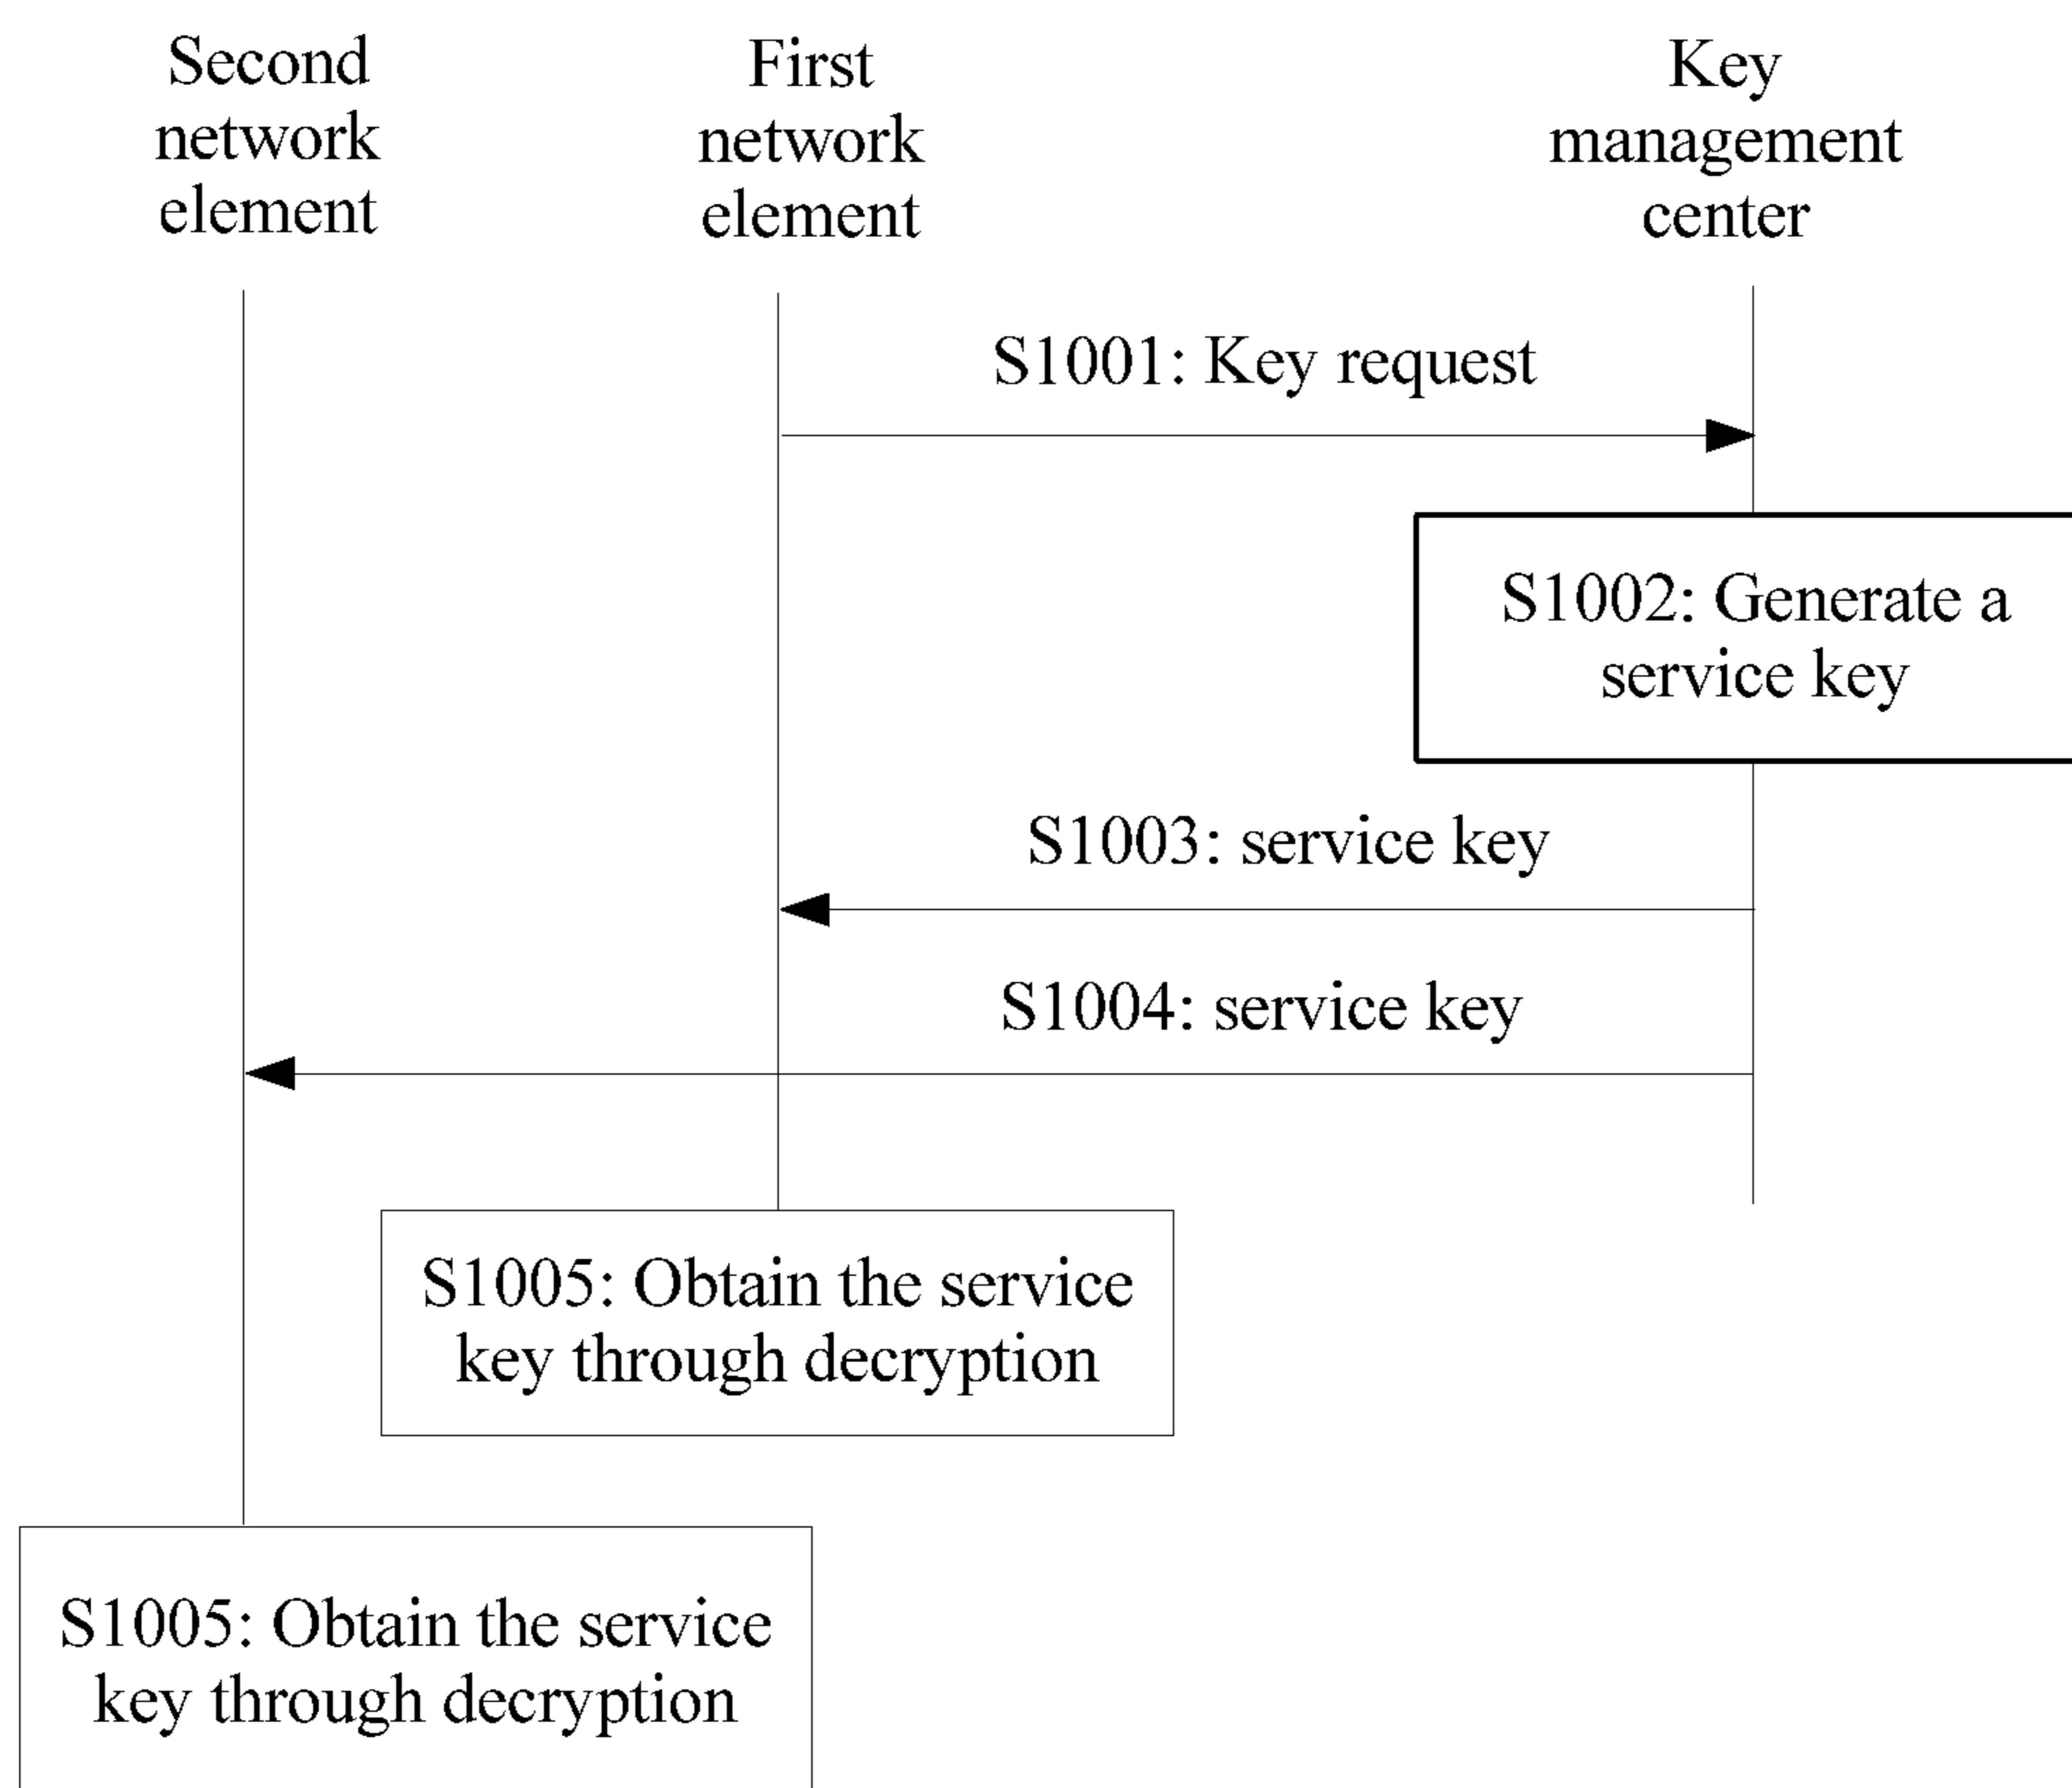 Second
network
element
First
network
element
Key
management
center
S1001: Key request
S1002: Generate a
service key
S1003: service key
S1004: service key
S1005: Obtain the service
key through decryption
S1005: Obtain the service
key through decryption